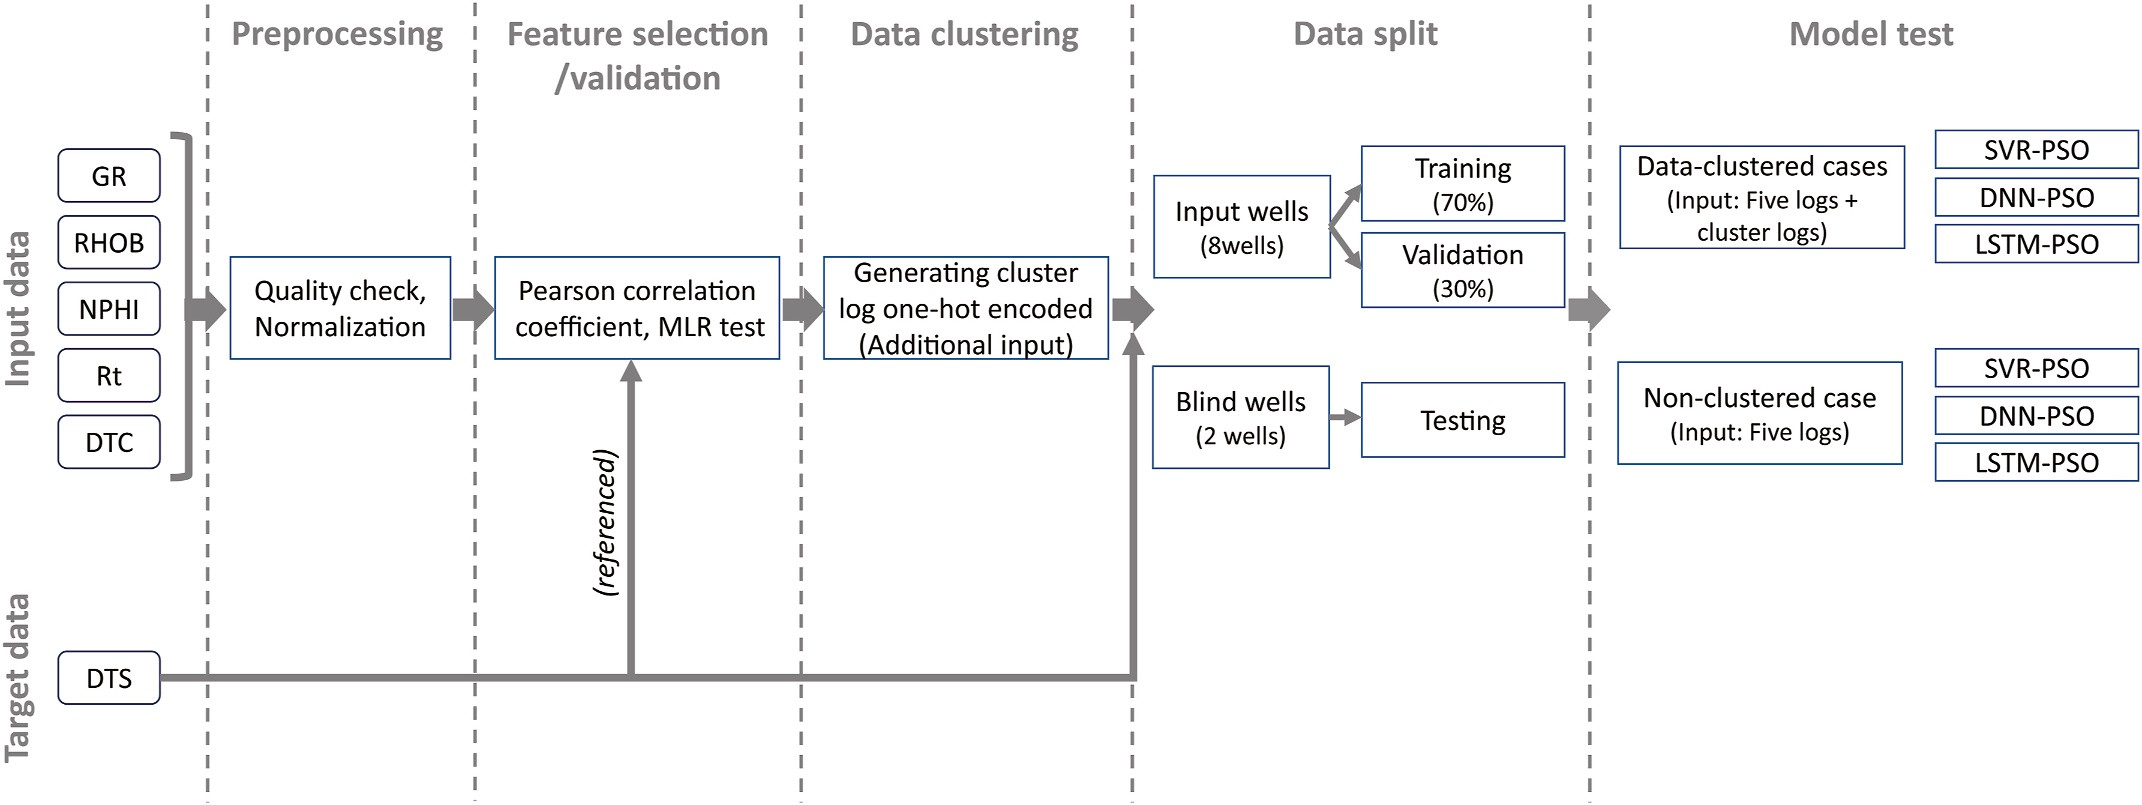 Preprocessing
Feature selection
/validation
Data clustering
Data split
Model test
Input data
GR
RHOB
NPHI
Rt
DTC
Quality check,
Normalization
Pearson correlation
coefficient, MLR test
Generating cluster
log one-hot encoded
(Additional input)
Input wells
(8wells)
Training
(70%)
Validation
(30%)
Blind wells
(2 wells)
Testing
Data-clustered cases
(Input: Five logs +
cluster logs)
SVR-PSO
DNN-PSO
LSTM-PSO
Non-clustered case
(Input: Five logs)
SVR-PSO
DNN-PSO
LSTM-PSO
(referenced)
Target data
DTS